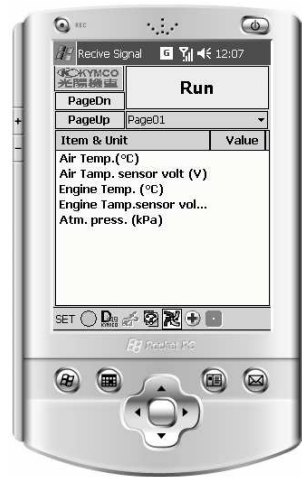 REC
Recive Signal G 12:07
KYMCO
光陽機車
Run
PageDn
PageUp Page01
Item & Unit Value
Air Temp.(°C)
Air Tamp. sensor volt (V)
Engine Temp. (°C)
Engine Tamp.sensor vol...
Atm. press. (kPa)
SET
Pocket PC